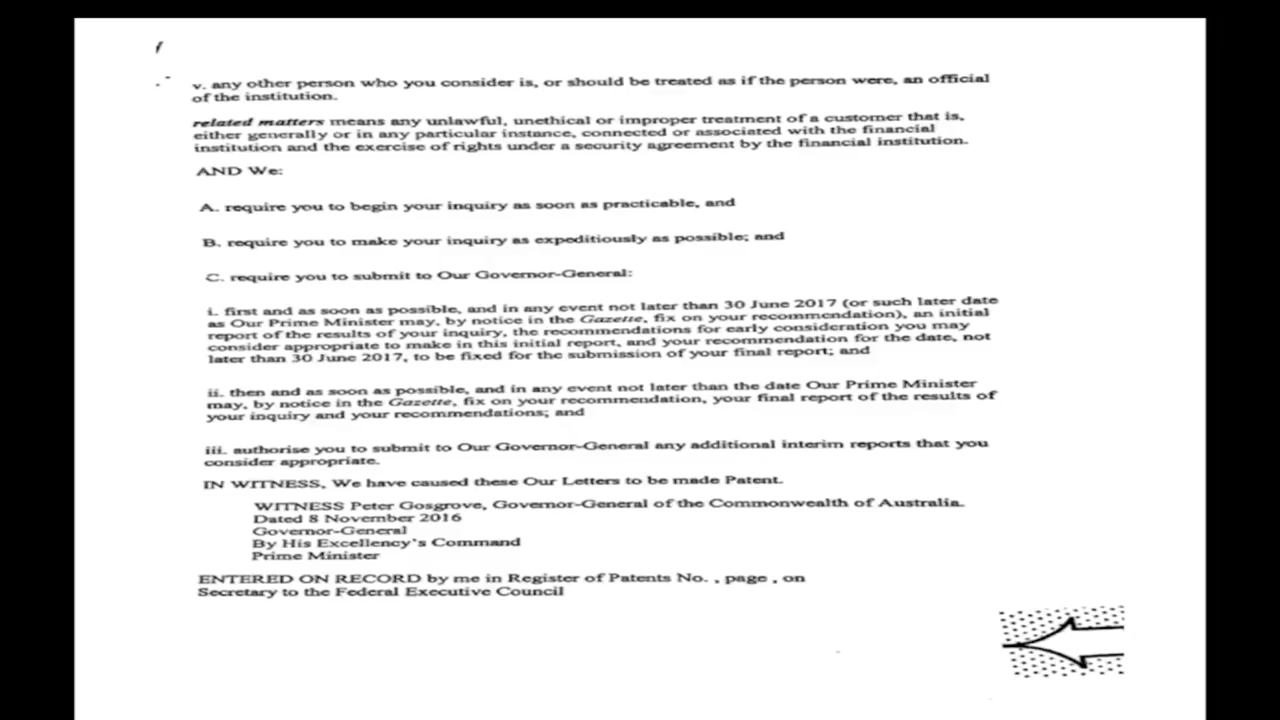 v. any other person who you consider is, or should be treated as if the person were, an official
of the institution.
related matters means any unlawful, unethical or improper treatment of a customer that is,
either generally or in any particular instance, connected or associated with the financial
institution and the exercise of rights under a security agreement by the financial institution.
AND We:
A. require you to begin your inquiry as soon as practicable, and
B. require you to make your inquiry as expeditiously as possible; and
C. require you to submit to Our Governor-General:
i. first and as soon as possible, and in any event not later than 30 June 2017 (or such later date
as Our Prime Minister may, by notice in the Gazette, fix on your recommendation), an initial
report of the results of your inquiry, the recommendations for early consideration you may
consider appropriate to make in this initial report, and your recommendation for the date, not
later than 30 June 2017, to be fixed for the submission of your final report; and
ii. then and as soon as possible, and in any event not later than the date Our Prime Minister
may, by notice in the Gazette, fix on your recommendation, your final report of the results of
your inquiry and your recommendations; and
iii. authorise you to submit to Our Governor-General any additional interim reports that you
consider appropriate.
IN WITNESS, We have caused these Our Letters to be made Patent.
WITNESS Peter Gosgrove, Governor-General of the Commonwealth of Australia.
Dated 8 November 2016
Governor-General
By His Excellency's Command
Prime Minister
ENTERED ON RECORD by me in Register of Patents No. , page , on
Secretary to the Federal Executive Council